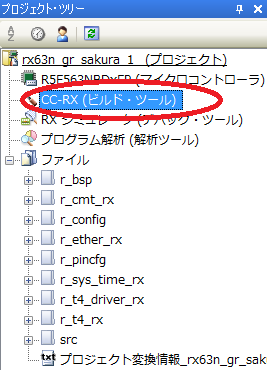 プロジェクト・ツリー
rx63n_gr_sakura_1 (プロジェクト)
R5F563NBDxFP (マイクロコントローラ)
CC-RX (ビルド・ツール)
RX シミュレータ (デバッグ・ツール)
プログラム解析 (解析ツール)
ファイル
r_bsp
r_cmt_rx
r_config
r_ether_rx
r_pincfg
r_sys_time_rx
r_t4_driver_rx
r_t4_rx
src
プロジェクト変換情報_rx63n_gr_sa